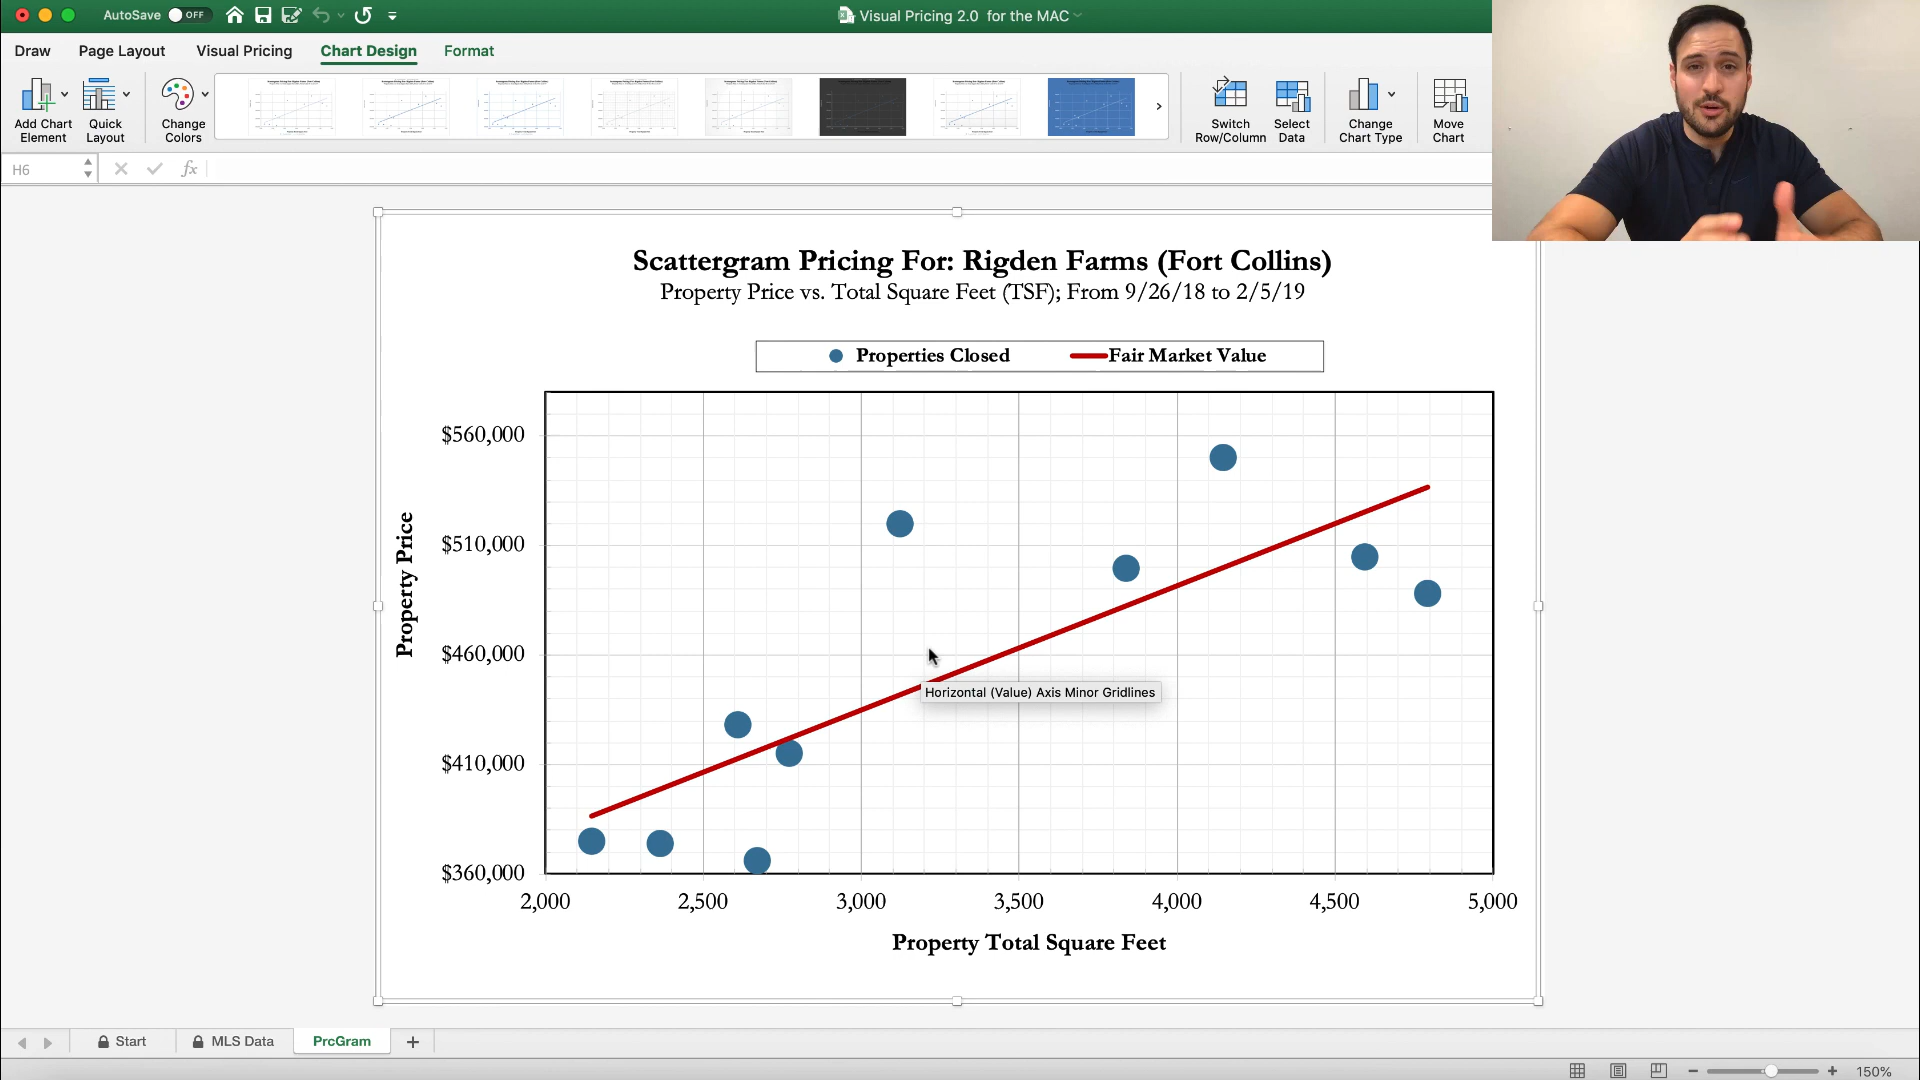 AutoSave OFF
Visual Pricing 2.0 for the MAC
Draw Page Layout Visual Pricing Chart Design Format
Add Chart Element
Quick Layout
Change Colors
Switch Row/Column
Select Data
Change Chart Type
Move Chart
H6 fx
Scattergram Pricing For: Rigden Farms (Fort Collins)
Property Price vs. Total Square Feet (TSF); From 9/26/18 to 2/5/19
Properties Closed Fair Market Value
Property Price
$560,000
$510,000
$460,000
$410,000
$360,000
Horizontal (Value) Axis Minor Gridlines
2,000 2,500 3,000 3,500 4,000 4,500 5,000
Property Total Square Feet
Start MLS Data PrcGram +
150%